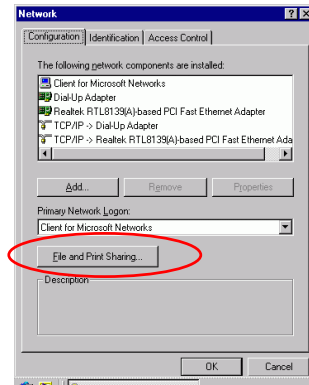 Network
Configuration Identification Access Control
The following network components are installed:
Client for Microsoft Networks
Dial-Up Adapter
Realtek RTL8139(A)-based PCI Fast Ethernet Adapter
TCP/IP -> Dial-Up Adapter
TCP/IP -> Realtek RTL8139(A)-based PCI Fast Ethernet Ada
Add... Remove Properties
Primary Network Logon:
Client for Microsoft Networks
File and Print Sharing...
Description
OK Cancel